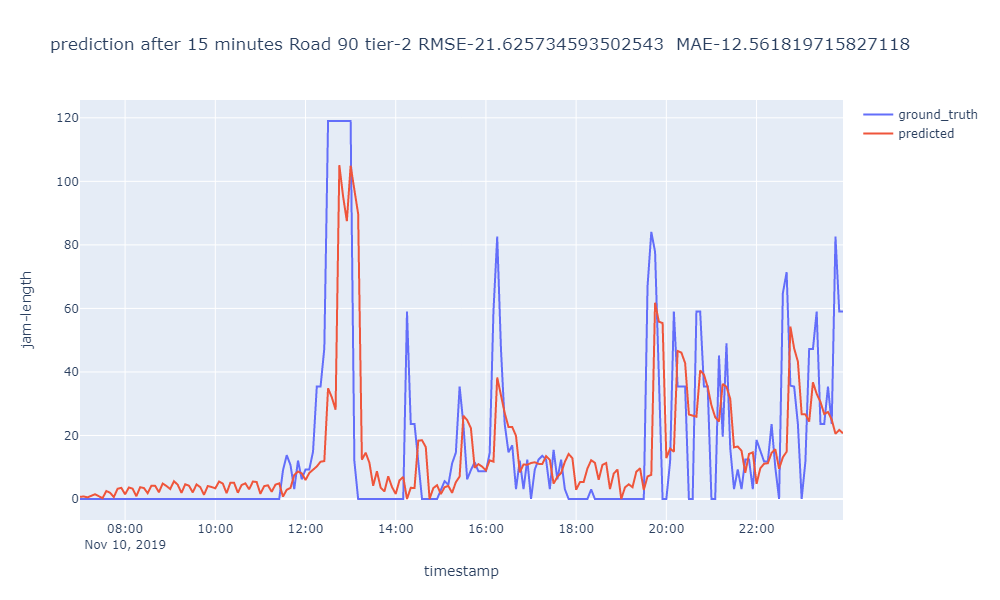 prediction after 15 minutes Road 90 tier-2 RMSE-21.625734593502543  MAE-12.561819715827118
ground_truth
predicted
120
100
80
60
40
20
0
jam-length
08:00 10:00 12:00 14:00 16:00 18:00 20:00 22:00
Nov 10, 2019
timestamp